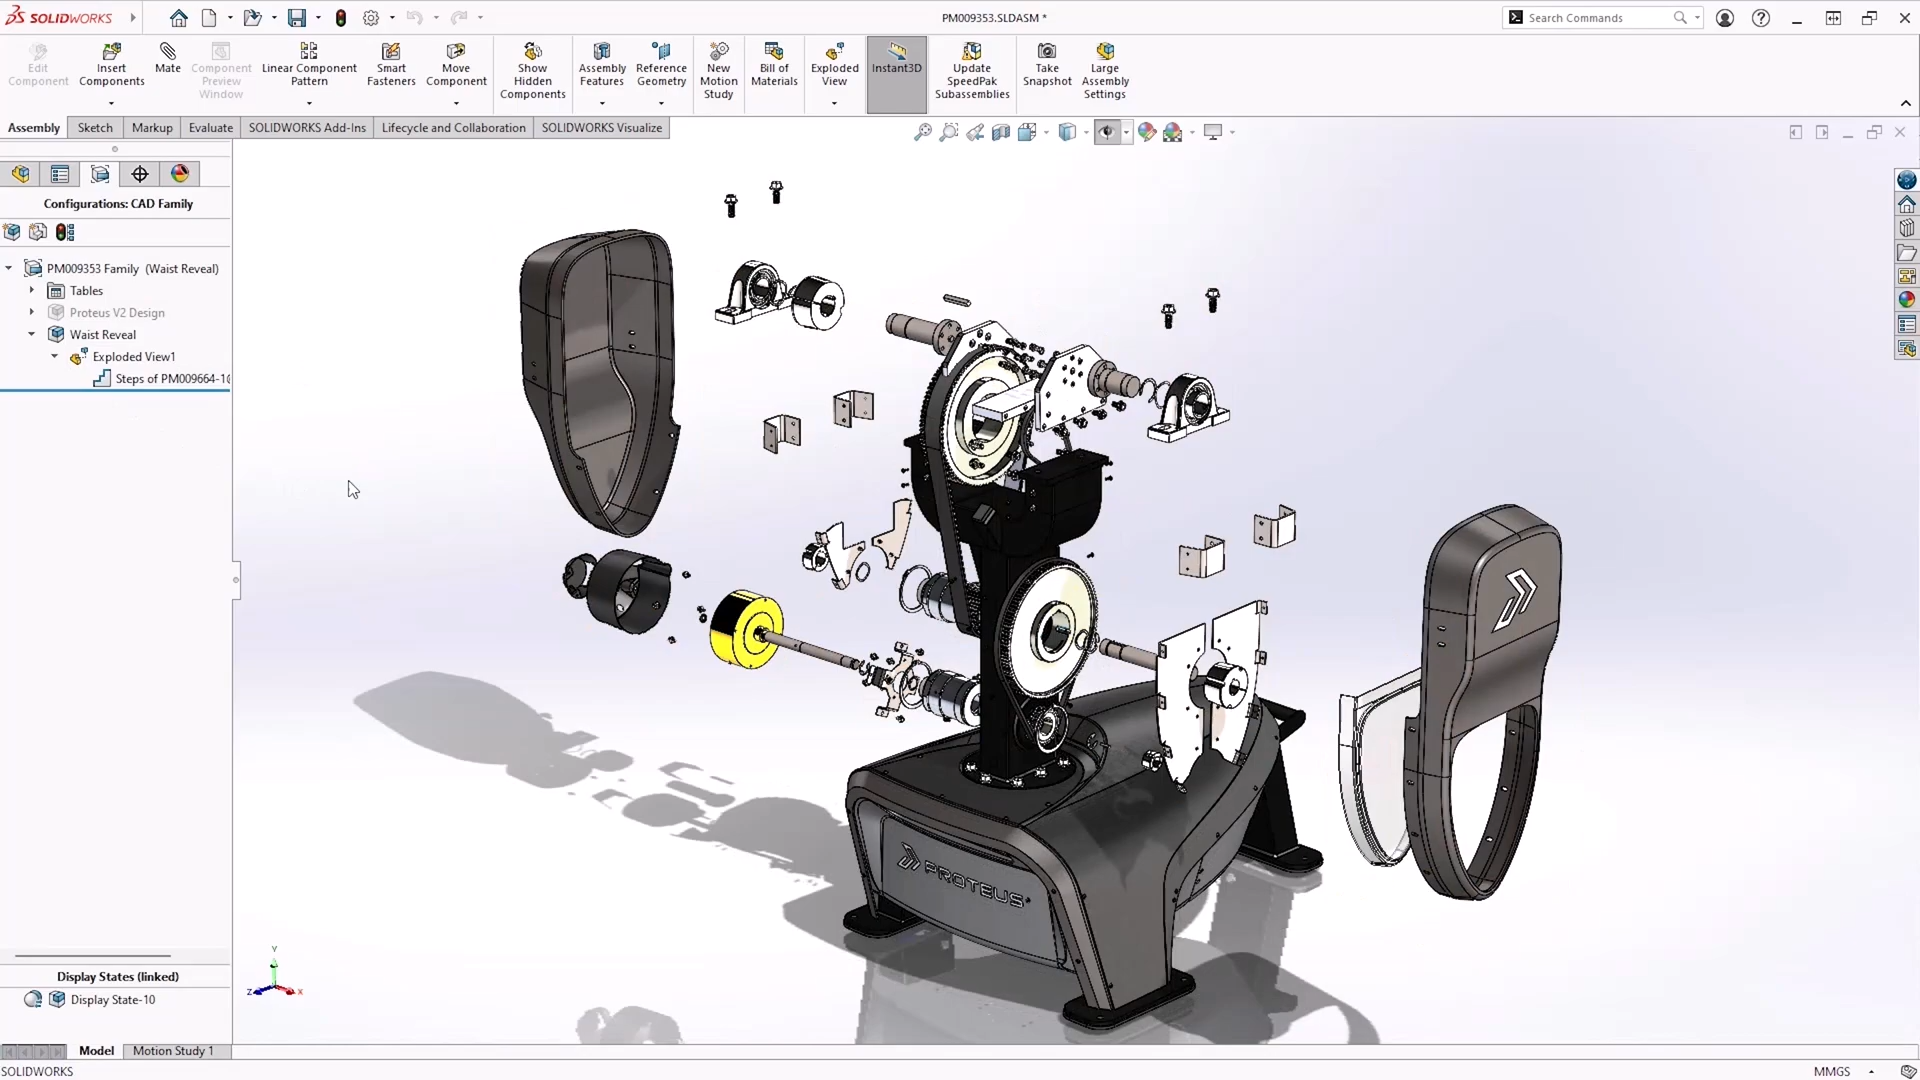 SOLIDWORKS
PM009353.SLDASM *
Search Commands
Edit Component
Insert Components
Mate
Component Preview Window
Linear Component Pattern
Smart Fasteners
Move Component
Show Hidden Components
Assembly Features
Reference Geometry
New Motion Study
Bill of Materials
Exploded View
Instant3D
Update SpeedPak Subassemblies
Take Snapshot
Large Assembly Settings
Assembly
Sketch
Markup
Evaluate
SOLIDWORKS Add-Ins
Lifecycle and Collaboration
SOLIDWORKS Visualize
Configurations: CAD Family
PM009353 Family (Waist Reveal)
Tables
Proteus V2 Design
Waist Reveal
Exploded View1
Steps of PM009664-10
PROTEUS
Y
Z
X
Display States (linked)
Display State-10
Model
Motion Study 1
SOLIDWORKS
MMGS